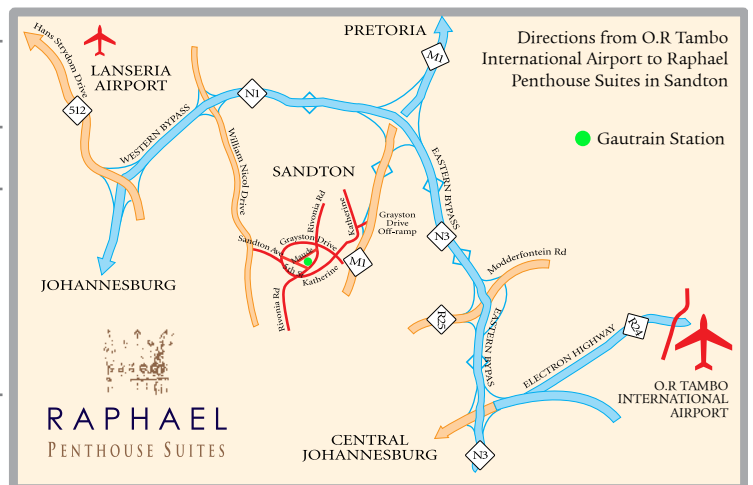 Hans Strydom Drive
LANSERIA
AIRPORT
512
WESTERN BYPASS
N1
PRETORIA
M1
Directions from O.R Tambo
International Airport to Raphael
Penthouse Suites in Sandton
Gautrain Station
William Nicol Drive
SANDTON
EASTERN BYPASS
Rivonia Rd
Katherine
Grayston
Drive
Off-ramp
Grayston Drive
Sandton Ave
Maude
5th St
Katherine
M1
N3
Modderfontein Rd
JOHANNESBURG
Rivonia Rd
R25
EASTERN BYPAS
R24
ELECTRON HIGHWAY
O.R TAMBO
INTERNATIONAL
AIRPORT
RAPHAEL
PENTHOUSE SUITES
CENTRAL
JOHANNESBURG
N3